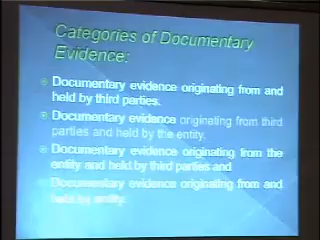 Categories of Documentary
Evidence:
Documentary evidence originating from and
held by third parties.
Documentary evidence originating from third
parties and held by the entity.
Documentary evidence originating from the
entity and held by third parties and
Documentary evidence originating from and
held by entity.